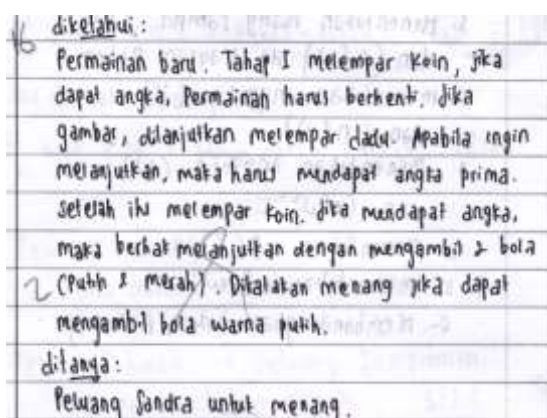 diketahui :
Permainan baru. Tahap I melempar koin, jika
dapat angka, Permainan harus berhenti, jika
gambar, dilanjutkan melempar dadu. Apabila ingin
melanjutkan, maka harus mendapat angka prima.
setelah itu melempar koin. Jika mendapat angka,
maka berhak melanjutkan dengan mengambil 2 bola
2 (Putih & merah). Dikatakan menang jika dapat
mengambil bola warna putih.
ditanya :
Peluang Sandra untuk menang.